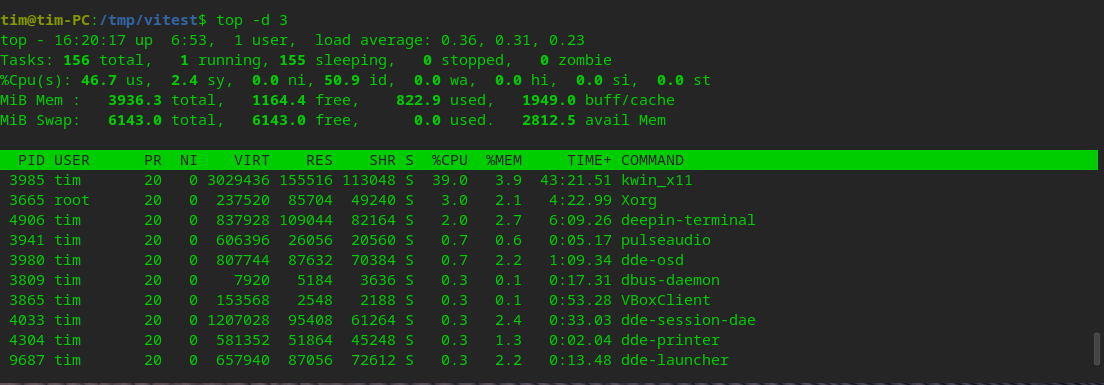 tim@tim-PC:/tmp/vitest$ top -d 3
top - 16:20:17 up  6:53,  1 user,  load average: 0.36, 0.31, 0.23
Tasks: 156 total,   1 running, 155 sleeping,   0 stopped,   0 zombie
%Cpu(s): 46.7 us,  2.4 sy,  0.0 ni, 50.9 id,  0.0 wa,  0.0 hi,  0.0 si,  0.0 st
MiB Mem :   3936.3 total,   1164.4 free,    822.9 used,   1949.0 buff/cache
MiB Swap:   6143.0 total,   6143.0 free,      0.0 used.   2812.5 avail Mem
  PID USER      PR  NI    VIRT    RES    SHR S  %CPU  %MEM     TIME+ COMMAND
 3985 tim       20   0 3029436 155516 113048 S  39.0   3.9  43:21.51 kwin_x11
 3665 root      20   0  237520  85704  49240 S   3.0   2.1   4:22.99 Xorg
 4906 tim       20   0  837928 109044  82164 S   2.0   2.7   6:09.26 deepin-terminal
 3941 tim       20   0  606396  26056  20560 S   0.7   0.6   0:05.17 pulseaudio
 3980 tim       20   0  807744  87632  70384 S   0.7   2.2   1:09.34 dde-osd
 3809 tim       20   0    7920   5184   3636 S   0.3   0.1   0:17.31 dbus-daemon
 3865 tim       20   0  153568   2548   2188 S   0.3   0.1   0:53.28 VBoxClient
 4033 tim       20   0 1207028  95408  61264 S   0.3   2.4   0:33.03 dde-session-dae
 4304 tim       20   0  581352  51864  45248 S   0.3   1.3   0:02.04 dde-printer
 9687 tim       20   0  657940  87056  72612 S   0.3   2.2   0:13.48 dde-launcher